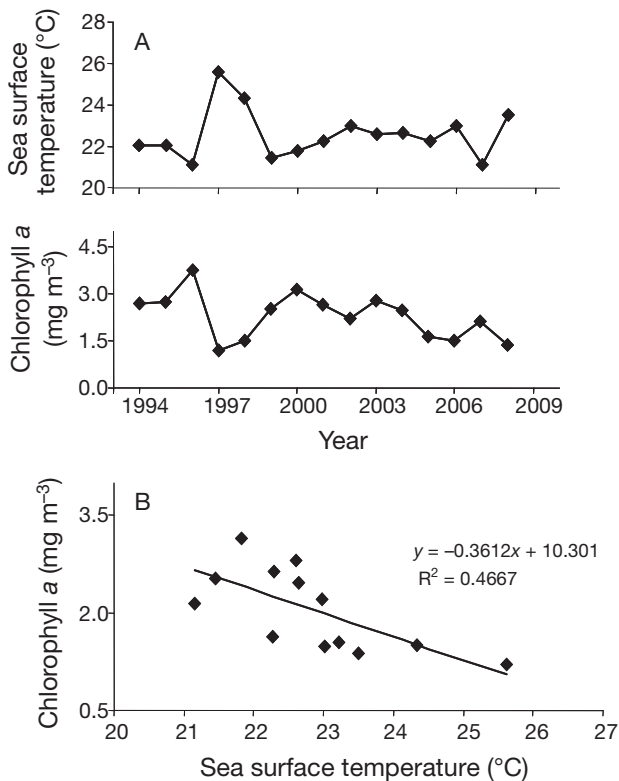 A
28
26
24
22
20
Sea surface
temperature (°C)
4.5
3.0
1.5
0.0
Chlorophyll a
(mg m–3)
1994 1997 2000 2003 2006 2009
Year
B
3.5
2.0
0.5
Chlorophyll a (mg m–3)
y = –0.3612x + 10.301
R2 = 0.4667
20 21 22 23 24 25 26 27
Sea surface temperature (°C)